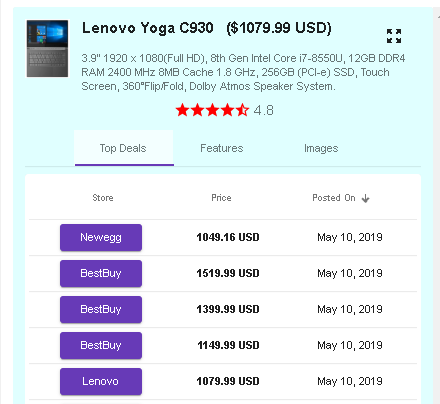 Lenovo Yoga C930 ($1079.99 USD)
3.9" 1920 x 1080(Full HD), 8th Gen Intel Core i7-8550U, 12GB DDR4
RAM 2400 MHz 8MB Cache 1.8 GHz, 256GB (PCI-e) SSD, Touch
Screen, 360°Flip/Fold, Dolby Atmos Speaker System.
4.8
Top Deals Features Images
Store Price Posted On
Newegg 1049.16 USD May 10, 2019
BestBuy 1519.99 USD May 10, 2019
BestBuy 1399.99 USD May 10, 2019
BestBuy 1149.99 USD May 10, 2019
Lenovo 1079.99 USD May 10, 2019